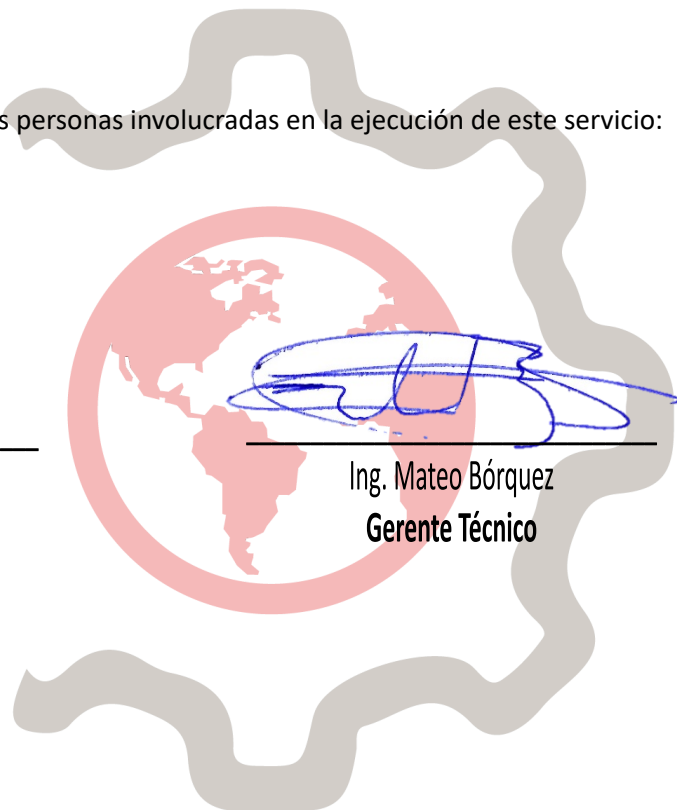 s personas involucradas en la ejecución de este servicio:
Ing. Mateo Bórquez
Gerente Técnico